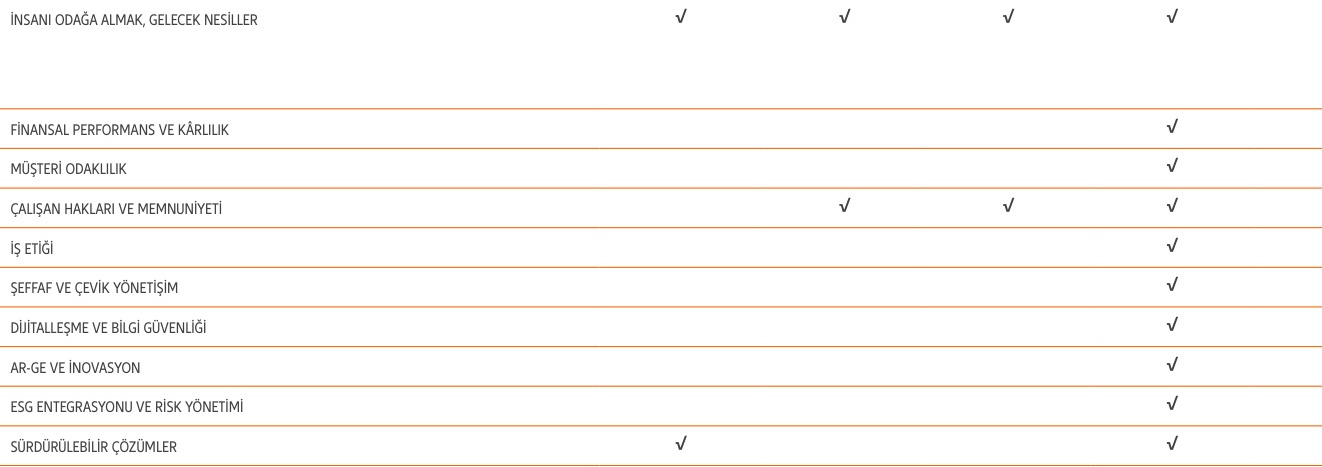 İNSANI ODAĞA ALMAK, GELECEK NESİLLER √ √ √ √
FİNANSAL PERFORMANS VE KÂRLILIK √
MÜŞTERİ ODAKLILIK √
ÇALIŞAN HAKLARI VE MEMNUNİYETİ √ √ √
İŞ ETİĞİ √
ŞEFFAF VE ÇEVİK YÖNETİŞİM √
DİJİTALLEŞME VE BİLGİ GÜVENLİĞİ √
AR-GE VE İNOVASYON √
ESG ENTEGRASYONU VE RİSK YÖNETİMİ √
SÜRDÜRÜLEBİLİR ÇÖZÜMLER √ √